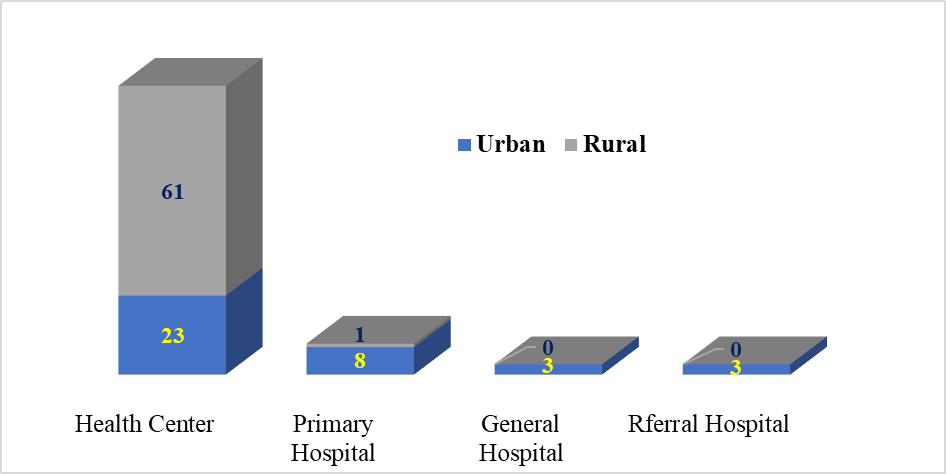 Urban Rural
61
23
1
8
0
3
0
3
Health Center
Primary
Hospital
General
Hospital
Rferral Hospital